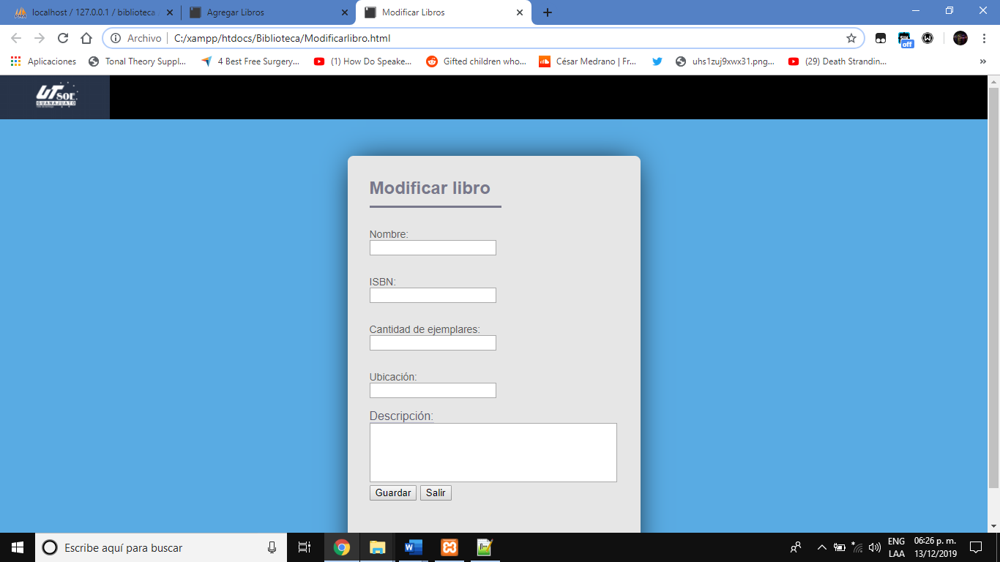 localhost / 127.0.0.1 / biblioteca
Agregar Libros
Modificar Libros
Archivo
C:/xampp/htdocs/Biblioteca/Modificarlibro.html
off
Aplicaciones
Tonal Theory Suppl...
4 Best Free Surgery...
(1) How Do Speake...
Gifted children who...
César Medrano | Fr...
uhs1zuj9xwx31.png...
(29) Death Strandin...
UTSOE
GUANAJUATO
Modificar libro
Nombre:
ISBN:
Cantidad de ejemplares:
Ubicación:
Descripción:
Guardar
Salir
Escribe aquí para buscar
ENG
LAA
06:26 p. m.
13/12/2019